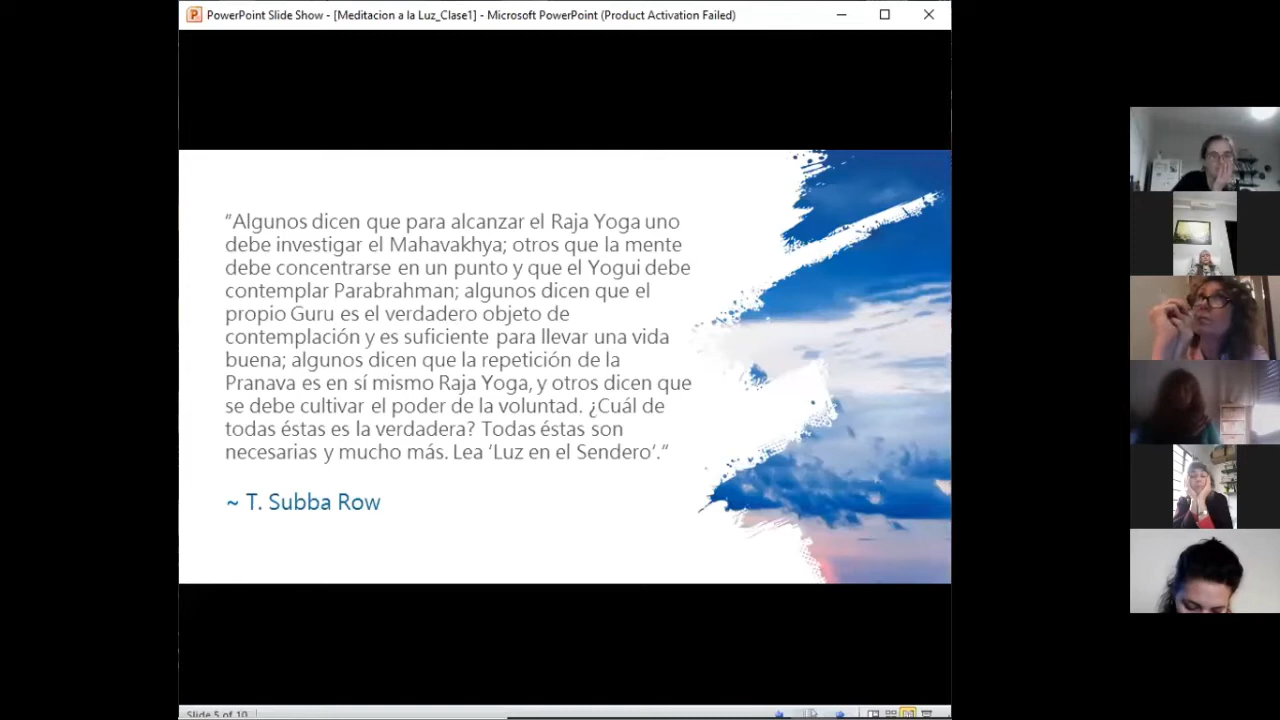 PowerPoint Slide Show - [Meditacion a la Luz_Clase1] - Microsoft PowerPoint (Product Activation Failed)
“Algunos dicen que para alcanzar el Raja Yoga uno
debe investigar el Mahavakhya; otros que la mente
debe concentrarse en un punto y que el Yogui debe
contemplar Parabrahman; algunos dicen que el
propio Guru es el verdadero objeto de
contemplación y es suficiente para llevar una vida
buena; algunos dicen que la repetición de la
Pranava es en sí mismo Raja Yoga, y otros dicen que
se debe cultivar el poder de la voluntad. ¿Cuál de
todas éstas es la verdadera? Todas éstas son
necesarias y mucho más. Lea ‘Luz en el Sendero’.“
~ T. Subba Row
Slide 5 of 10